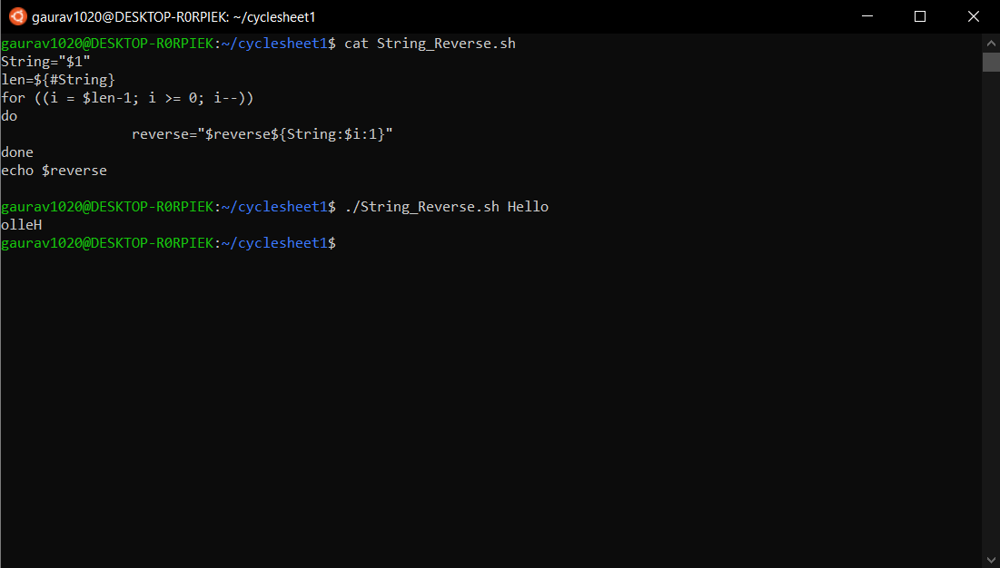 gaurav1020@DESKTOP-R0RPIEK: ~/cyclesheet1
gaurav1020@DESKTOP-R0RPIEK:~/cyclesheet1$ cat String_Reverse.sh
String="$1"
len=${#String}
for ((i = $len-1; i >= 0; i--))
do
                reverse="$reverse${String:$i:1}"
done
echo $reverse

gaurav1020@DESKTOP-R0RPIEK:~/cyclesheet1$ ./String_Reverse.sh Hello
olleH
gaurav1020@DESKTOP-R0RPIEK:~/cyclesheet1$